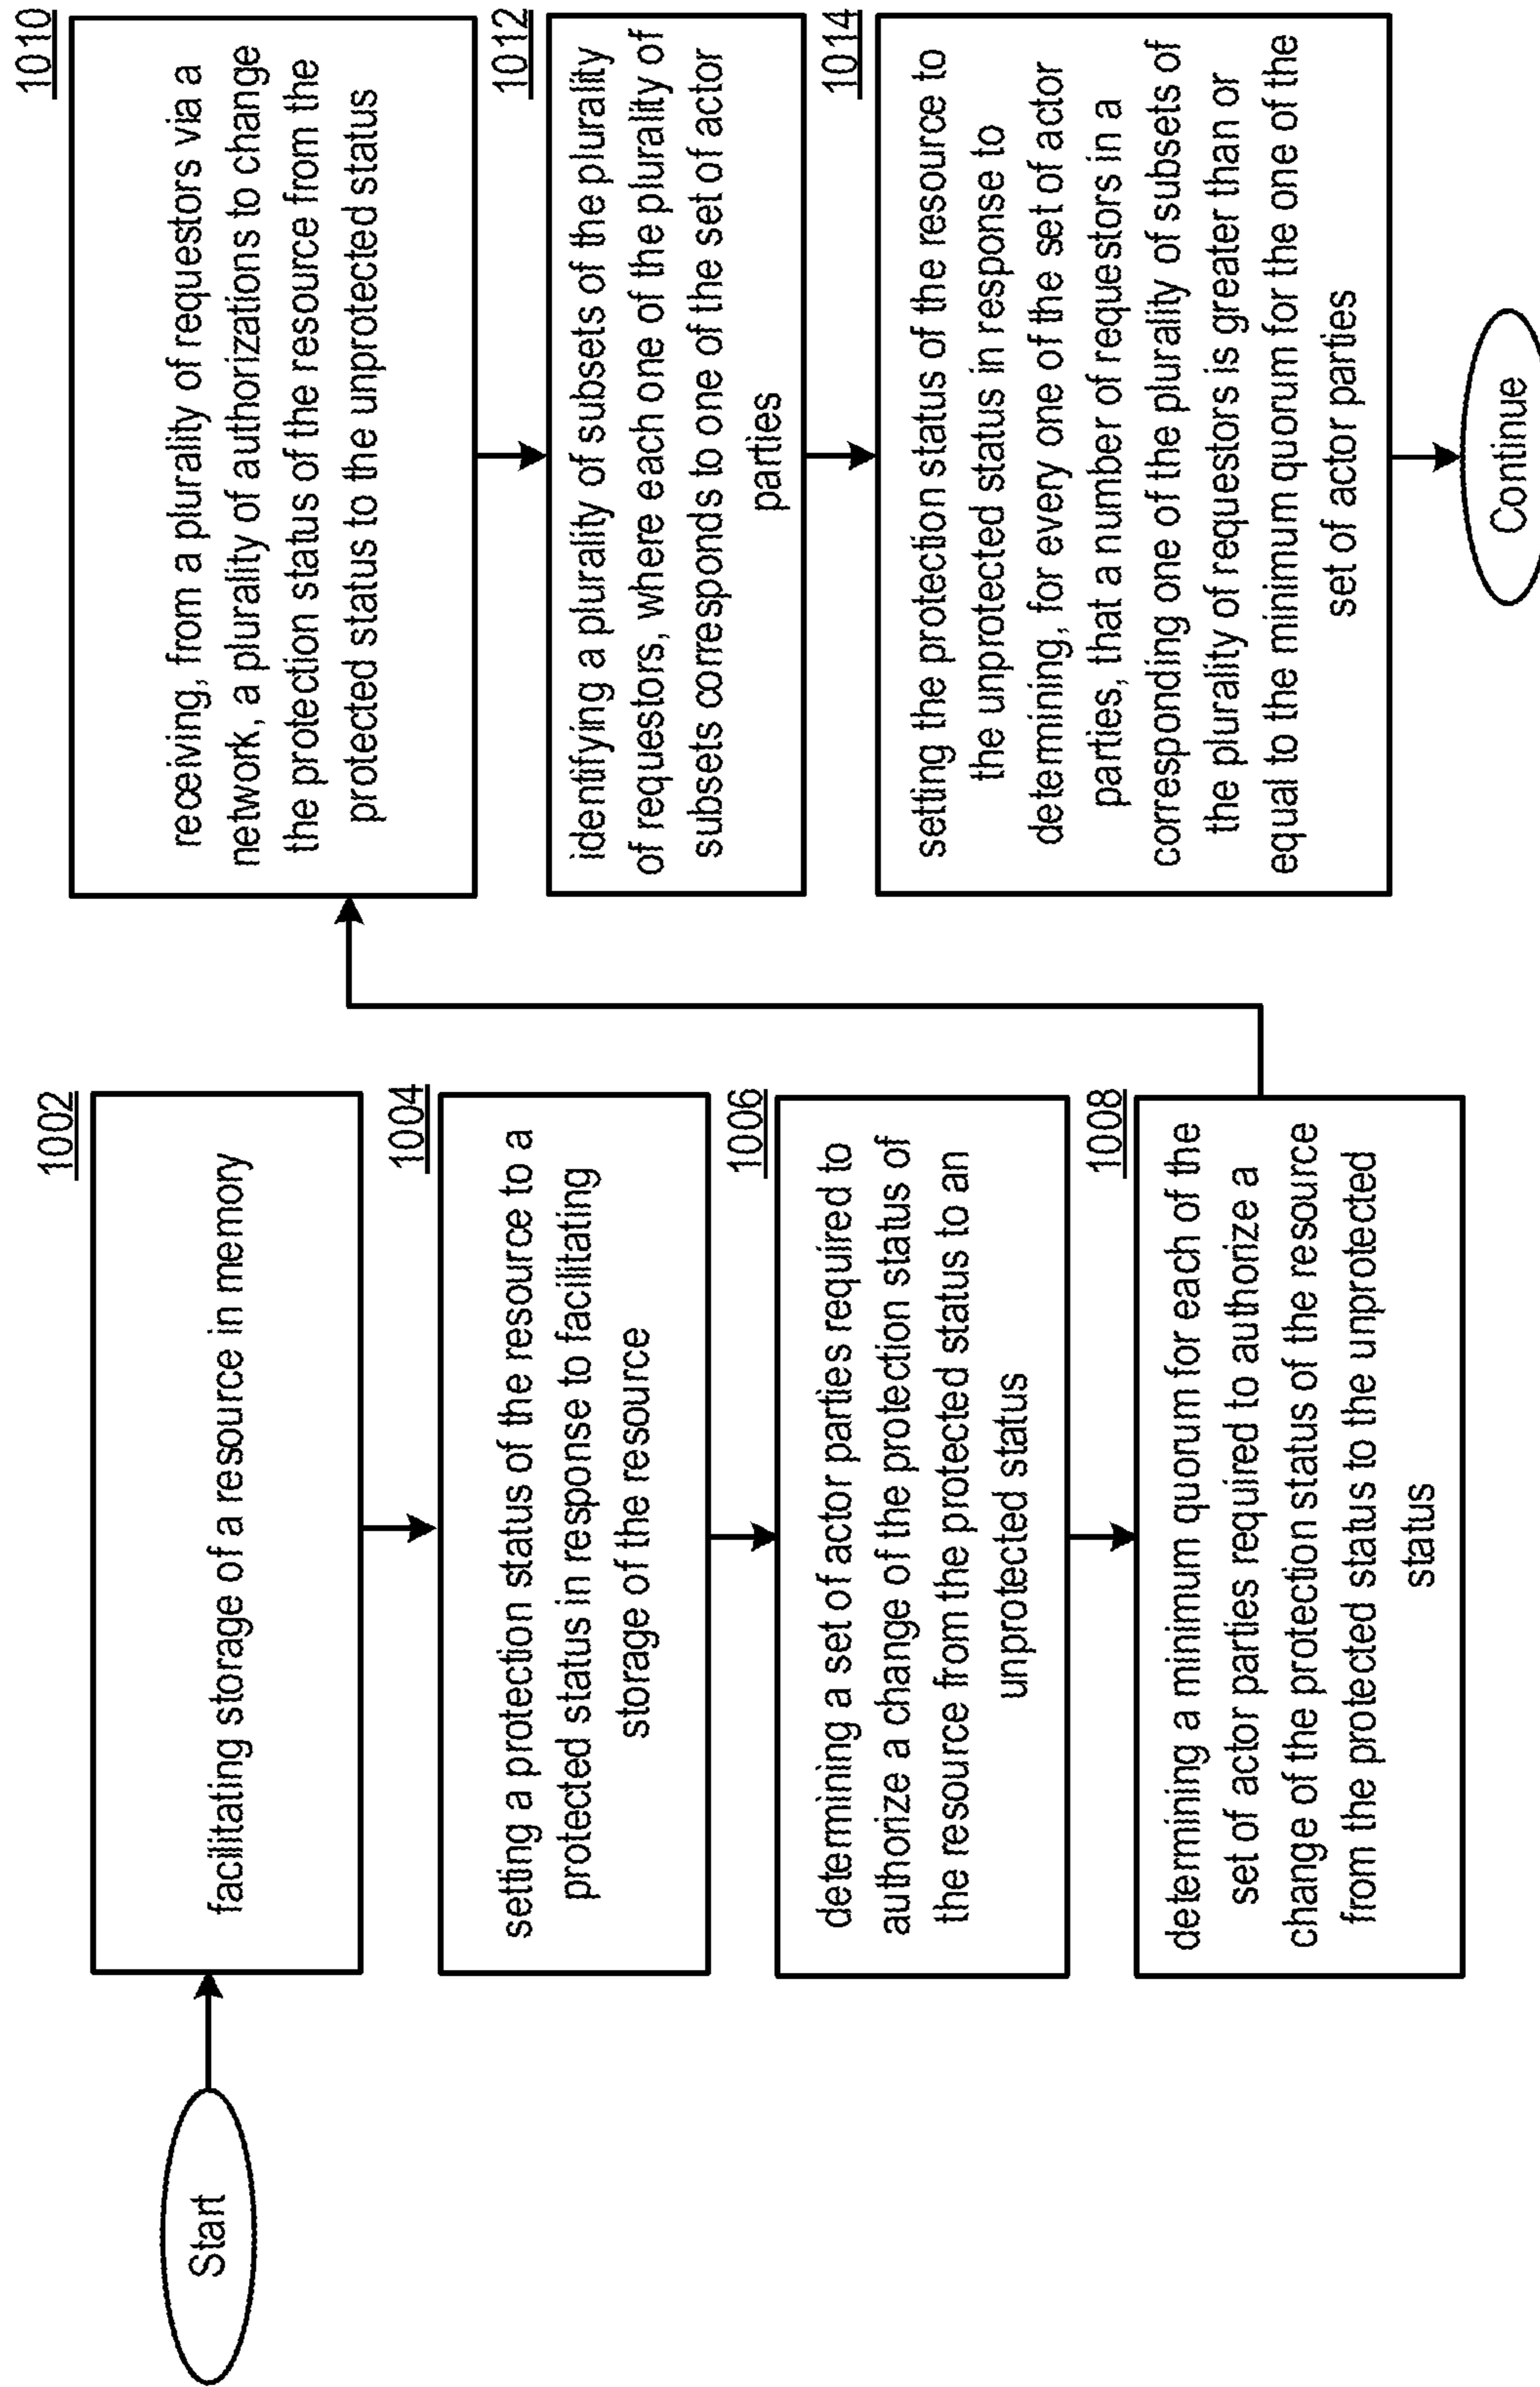 Start
1002
facilitating storage of a resource in memory
1004
setting a protection status of the resource to a
protected status in response to facilitating
storage of the resource
1006
determining a set of actor parties required to
authorize a change of the protection status of
the resource from the protected status to an
unprotected status
1008
determining a minimum quorum for each of the
set of actor parties required to authorize a
change of the protection status of the resource
from the protected status to the unprotected
status
1010
receiving, from a plurality of requestors via a
network, a plurality of authorizations to change
the protection status of the resource from the
protected status to the unprotected status
1012
identifying a plurality of subsets of the plurality
of requestors, where each one of the plurality of
subsets corresponds to one of the set of actor
parties
1014
setting the protection status of the resource to
the unprotected status in response to
determining, for every one of the set of actor
parties, that a number of requestors in a
corresponding one of the plurality of subsets of
the plurality of requestors is greater than or
equal to the minimum quorum for the one of the
set of actor parties
Continue